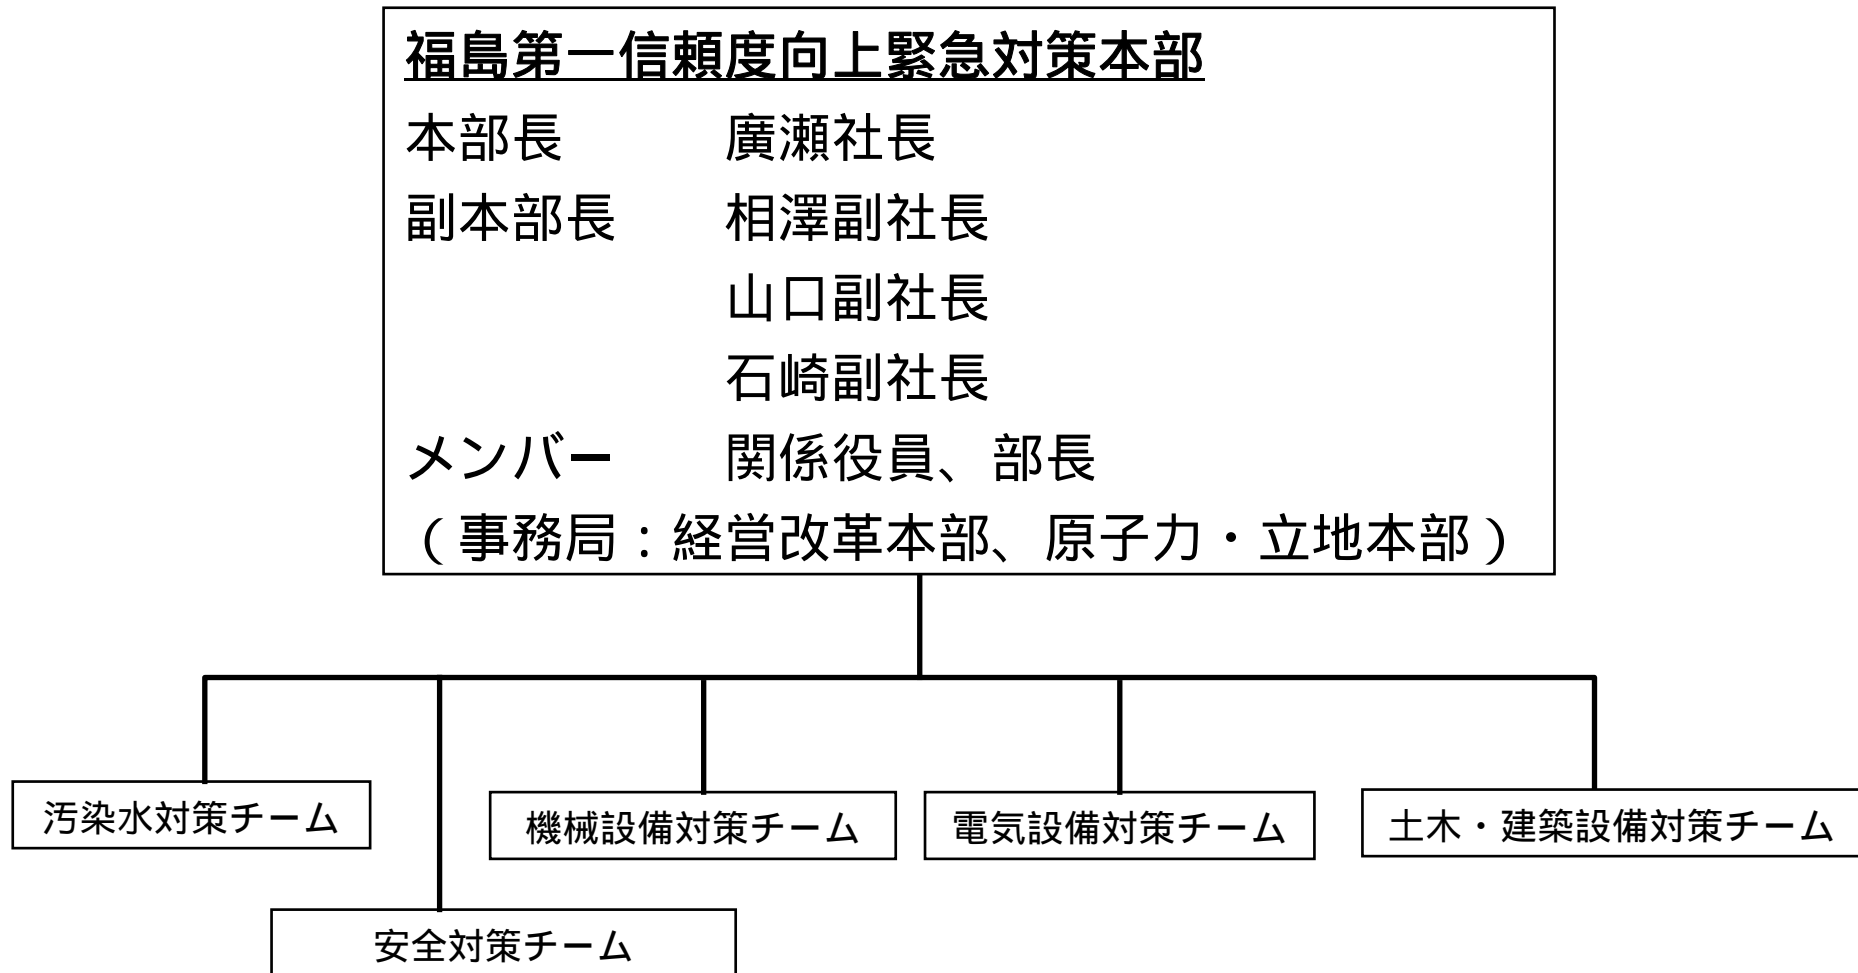 福島第一信頼度向上緊急対策本部
本部長 廣瀬社長
副本部長 相澤副社長
山口副社長
石崎副社長
メンバー 関係役員、部長
（事務局：経営改革本部、原子力・立地本部）
汚染水対策チーム
機械設備対策チーム
電気設備対策チーム
土木・建築設備対策チーム
安全対策チーム